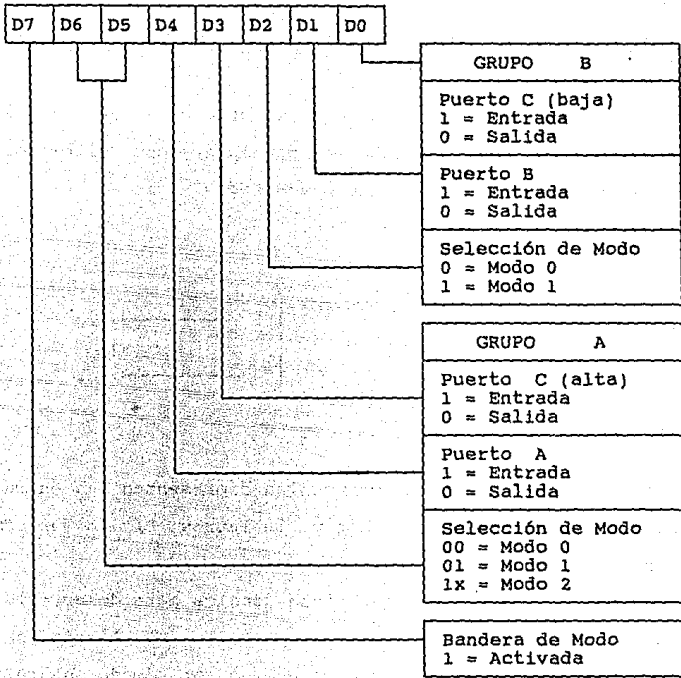 D7 D6 D5 D4 D3 D2 D1 D0
GRUPO B
Puerto C (baja)
1 = Entrada
0 = Salida
Puerto B
1 = Entrada
0 = Salida
Selección de Modo
0 = Modo 0
1 = Modo 1
GRUPO A
Puerto C (alta)
1 = Entrada
0 = Salida
Puerto A
1 = Entrada
0 = Salida
Selección de Modo
00 = Modo 0
01 = Modo 1
1x = Modo 2
Bandera de Modo
1 = Activada